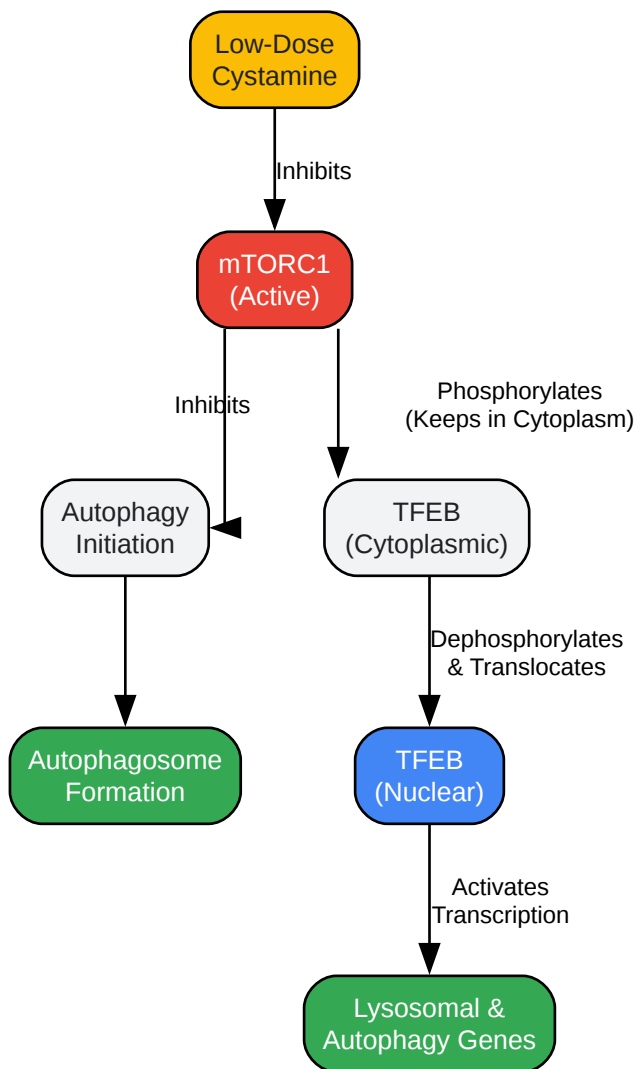 Low-Dose
Cystamine
Inhibits
mTORC1
(Active)
Inhibits
Phosphorylates
(Keeps in Cytoplasm)
Autophagy
Initiation
TFEB
(Cytoplasmic)
Dephosphorylates
& Translocates
Autophagosome
Formation
TFEB
(Nuclear)
Activates
Transcription
Lysosomal &
Autophagy Genes